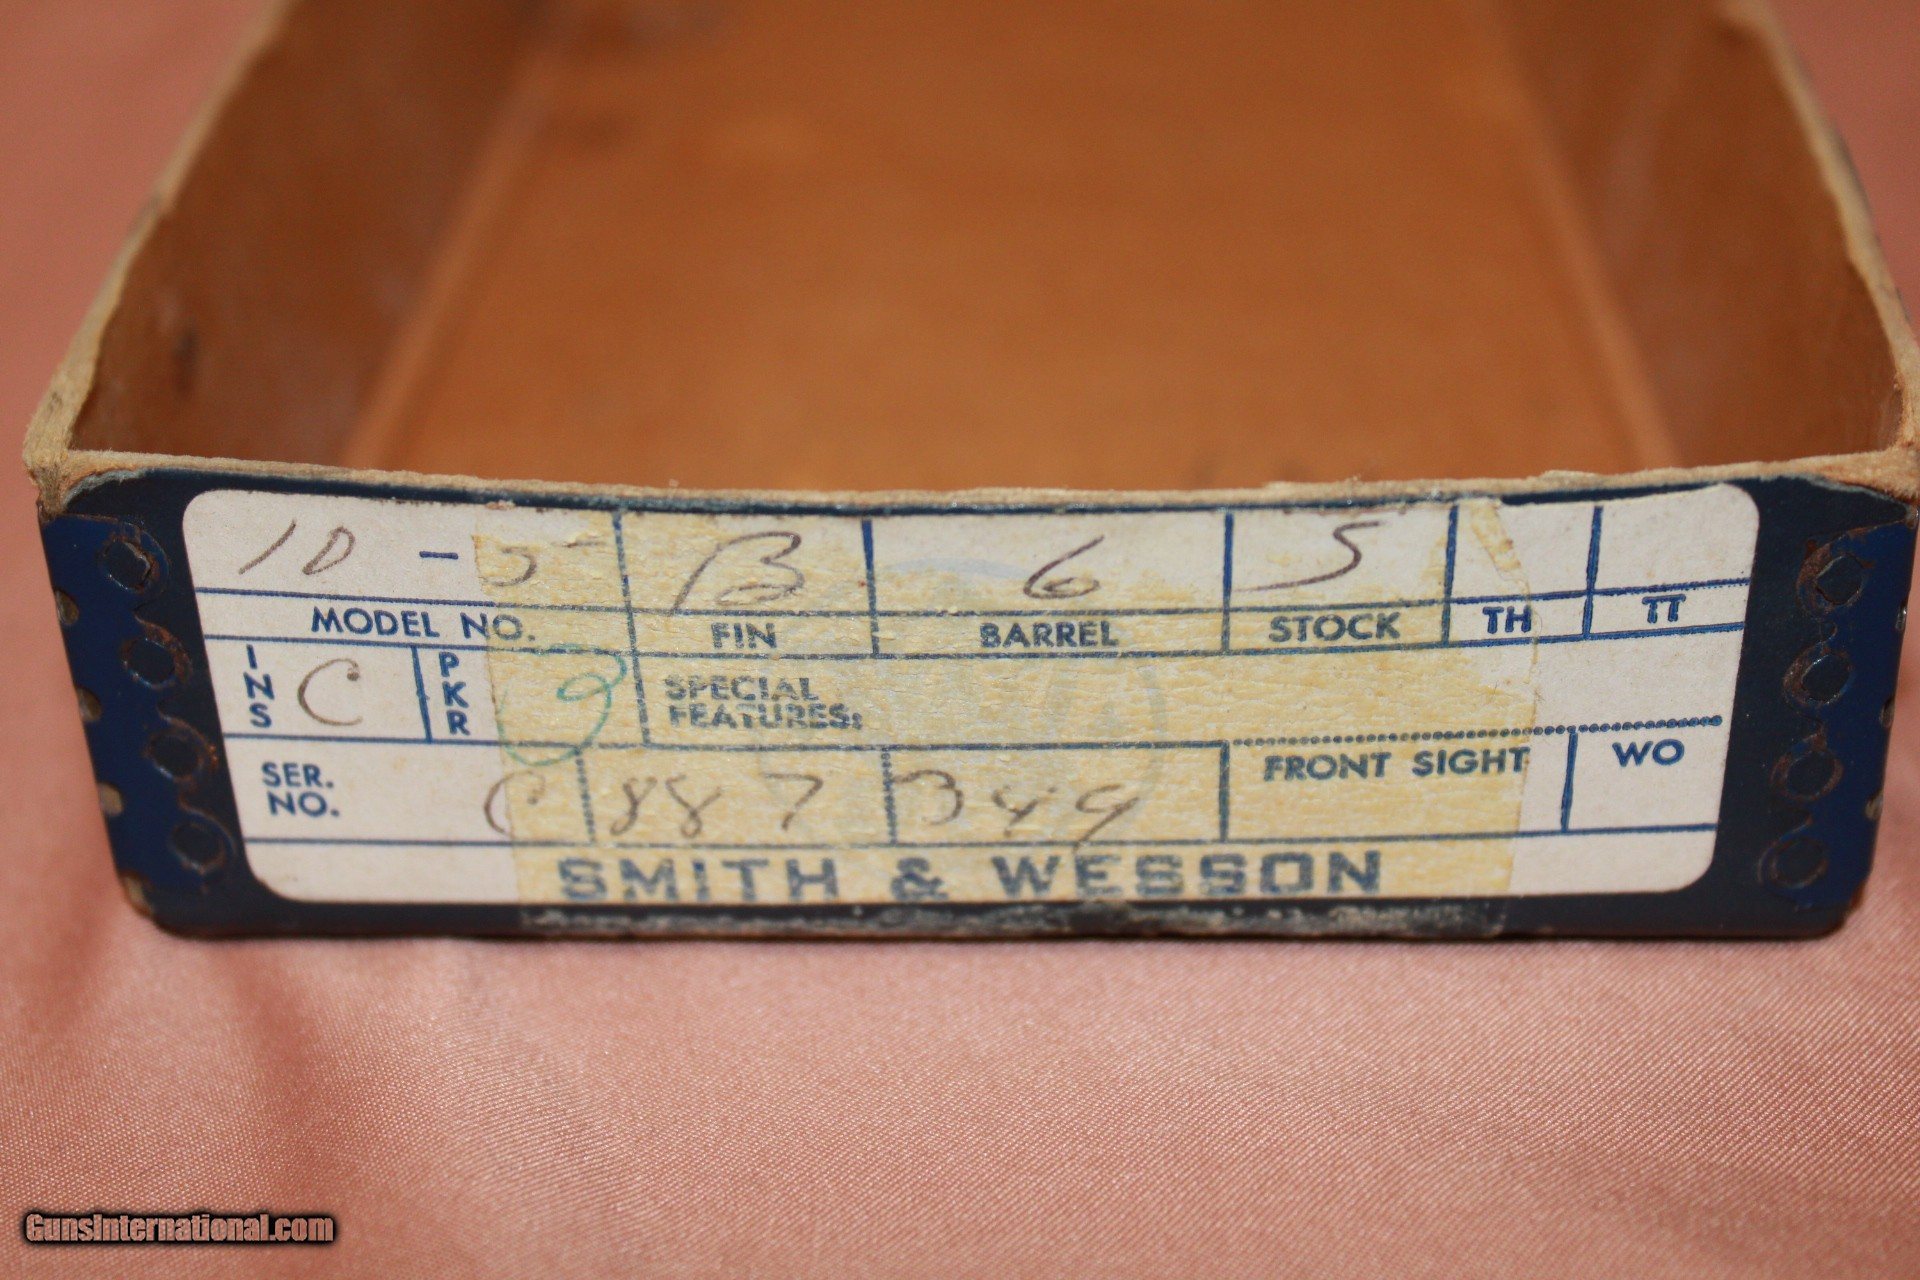 10 - 5 B 6 5
MODEL NO. FIN BARREL STOCK TH TT
INS C PKR SPECIAL
FEATURES:
SER.
NO. C 887 349 FRONT SIGHT WO
SMITH & WESSON
GunsInternational.com